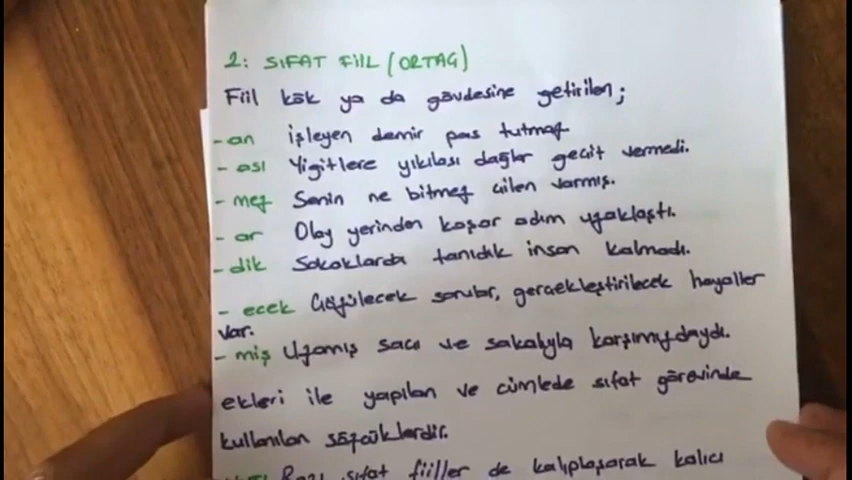 2: SIFAT FİİL (ORTAÇ)
Fiil kök ya da gövdesine getirilen;
-an İşleyen demir pas tutmaz
- ası Yiğitlere yıkılası dağlar geçit vermedi.
- mez Senin ne bitmez çilen varmış.
- ar Olay yerinden koşar adım uzaklaştı.
- dik Sokaklarda tanıdık insan kalmadı.
- ecek Çözülecek sorular, gerçekleştirilecek hayaller
var.
- miş Uzamış saçı ve sakalıyla karşımızdaydı.
ekleri ile yapılan ve cümlede sıfat görevinde
kullanılan sözcüklerdir.
Bazı sıfat fiiller de kalıplaşarak kalıcı